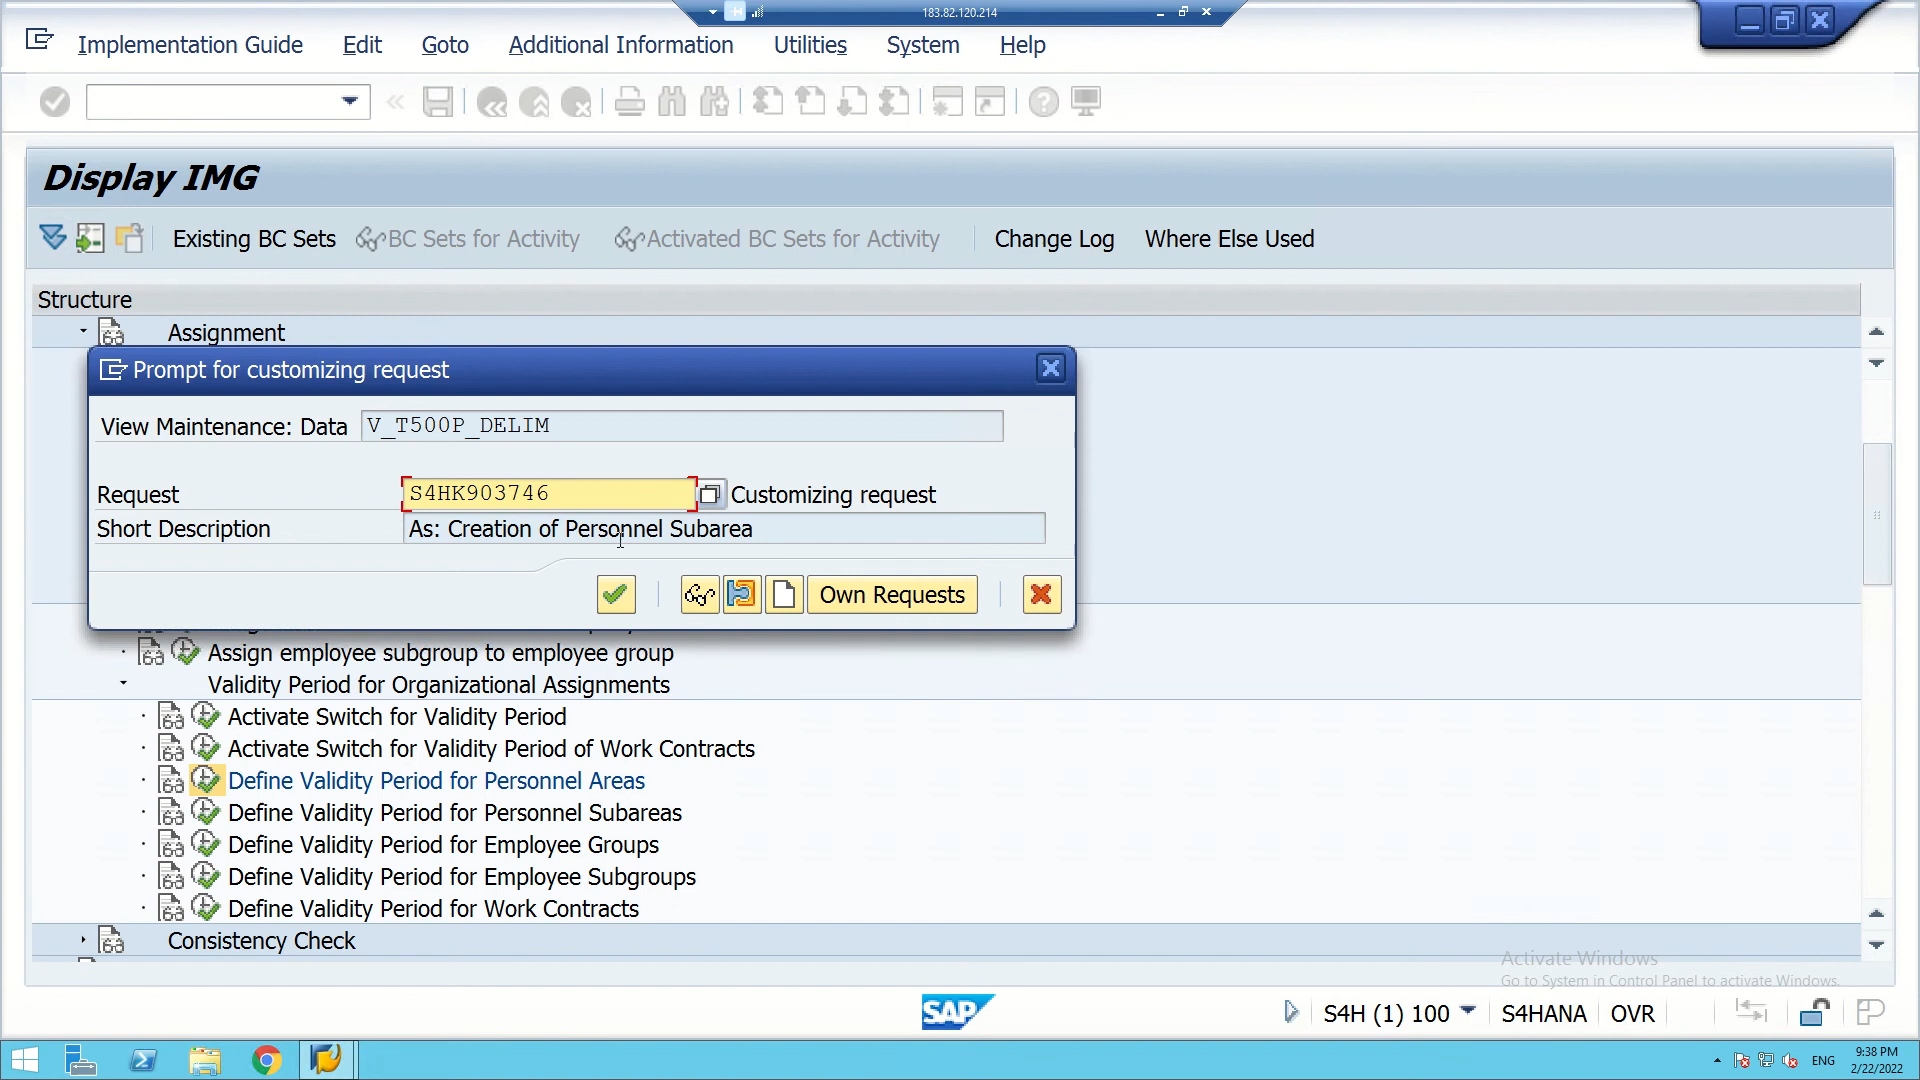 183.82.120.214
Implementation Guide Edit Goto Additional Information Utilities System Help
Display IMG
Existing BC Sets BC Sets for Activity Activated BC Sets for Activity Change Log Where Else Used
Structure
Assignment
Prompt for customizing request
View Maintenance: Data V_T500P_DELIM
Request S4HK903746 Customizing request
Short Description As: Creation of Personnel Subarea
Own Requests
Assign employee subgroup to employee group
Validity Period for Organizational Assignments
Activate Switch for Validity Period
Activate Switch for Validity Period of Work Contracts
Define Validity Period for Personnel Areas
Define Validity Period for Personnel Subareas
Define Validity Period for Employee Groups
Define Validity Period for Employee Subgroups
Define Validity Period for Work Contracts
Consistency Check
Activate Windows
Go to System in Control Panel to activate Windows.
SAP S4H (1) 100 S4HANA OVR
ENG 9:38 PM
2/22/2022